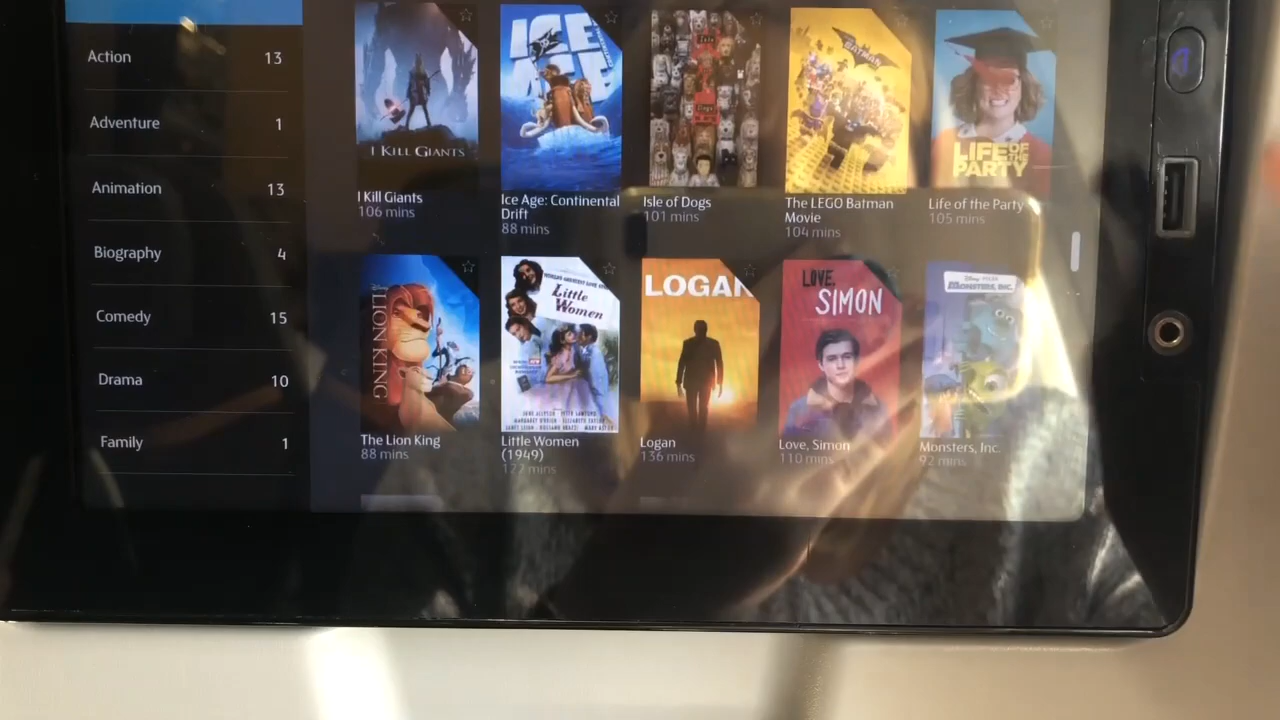 Action 13
Adventure 1
Animation 13
Biography 4
Comedy 15
Drama 10
Family 1
I KILL GIANTS
I Kill Giants
106 mins
ICE AGE
Ice Age: Continental
Drift
88 mins
Isle of Dogs
101 mins
BATMAN
The LEGO Batman
Movie
104 mins
LIFE OF THE
PARTY
Life of the Party
105 mins
Disney
LION KING
The Lion King
88 mins
Little
Women
Little Women
(1949)
122 mins
LOGAN
Logan
136 mins
LOVE,
SIMON
Love, Simon
110 mins
Disney PIXAR
MONSTERS, INC.
Monsters, Inc.
92 mins